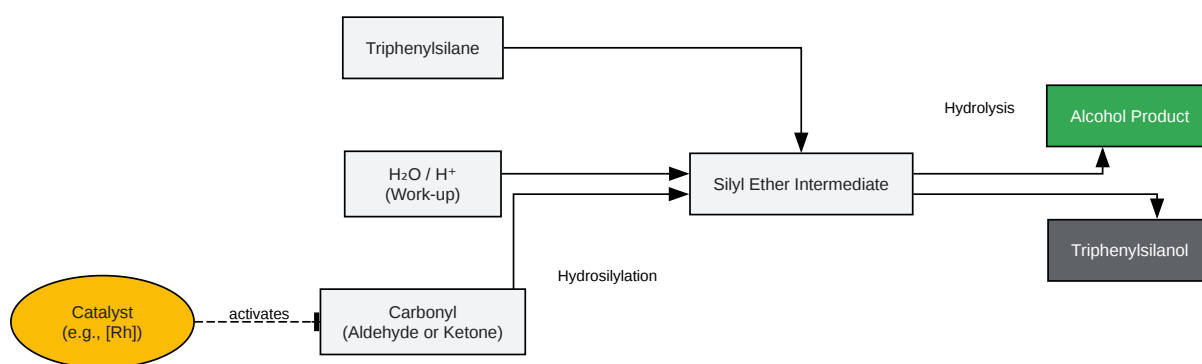 Triphenylsilane
Hydrolysis
Alcohol Product
H₂O / H⁺
(Work-up)
Silyl Ether Intermediate
Triphenylsilanol
Hydrosilylation
Catalyst
(e.g., [Rh])
activates
Carbonyl
(Aldehyde or Ketone)